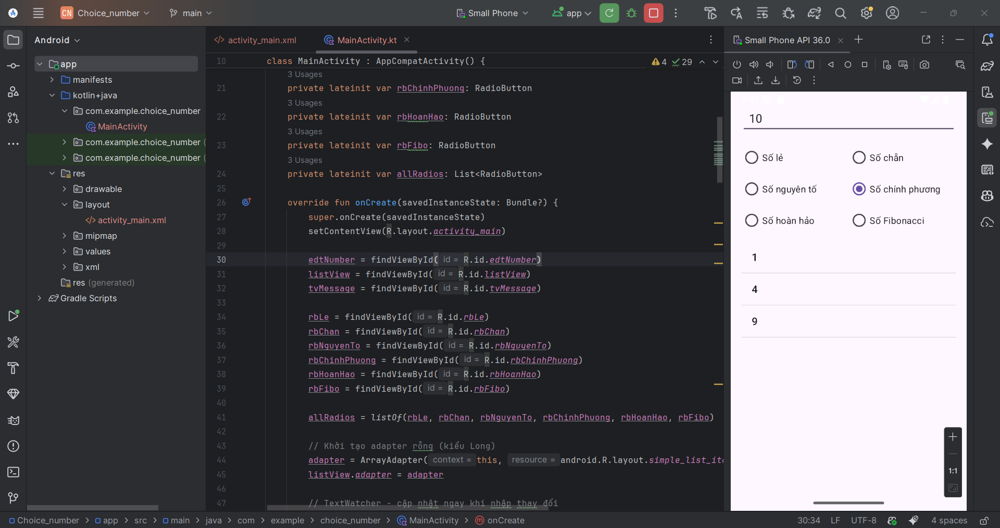 CN Choice_number main Small Phone app
Android
activity_main.xml MainActivity.kt
Small Phone API 36.0
app
manifests
kotlin+java
com.example.choice_number
MainActivity
com.example.choice_number (
com.example.choice_number (
res
drawable
layout
activity_main.xml
mipmap
values
xml
res (generated)
Gradle Scripts
10 class MainActivity : AppCompatActivity() {
4 29
3 Usages
21 private lateinit var rbChinhPhuong: RadioButton
3 Usages
22 private lateinit var rbHoanHao: RadioButton
3 Usages
23 private lateinit var rbFibo: RadioButton
3 Usages
24 private lateinit var allRadios: List<RadioButton>
25
26 override fun onCreate(savedInstanceState: Bundle?) {
27 super.onCreate(savedInstanceState)
28 setContentView(R.layout.activity_main)
29
30 edtNumber = findViewById( id = R.id.edtNumber)
31 listView = findViewById( id = R.id.listView)
32 tvMessage = findViewById( id = R.id.tvMessage)
33
34 rbLe = findViewById( id = R.id.rbLe)
35 rbChan = findViewById( id = R.id.rbChan)
36 rbNguyenTo = findViewById( id = R.id.rbNguyenTo)
37 rbChinhPhuong = findViewById( id = R.id.rbChinhPhuong)
38 rbHoanHao = findViewById( id = R.id.rbHoanHao)
39 rbFibo = findViewById( id = R.id.rbFibo)
40
41 allRadios = listOf(rbLe, rbChan, rbNguyenTo, rbChinhPhuong, rbHoanHao, rbFibo)
42
43 // Khởi tạo adapter rỗng (kiểu Long)
44 adapter = ArrayAdapter( context = this, resource = android.R.layout.simple_list_ite
45 listView.adapter = adapter
46
47 // TextWatcher - cập nhật ngay khi nhập thay đổi
10
Số lẻ Số chẵn
Số nguyên tố Số chính phương
Số hoàn hảo Số Fibonacci
1
4
9
1:1
Choice_number > app > src > main > java > com > example > choice_number > MainActivity > onCreate
30:34 LF UTF-8 4 spaces